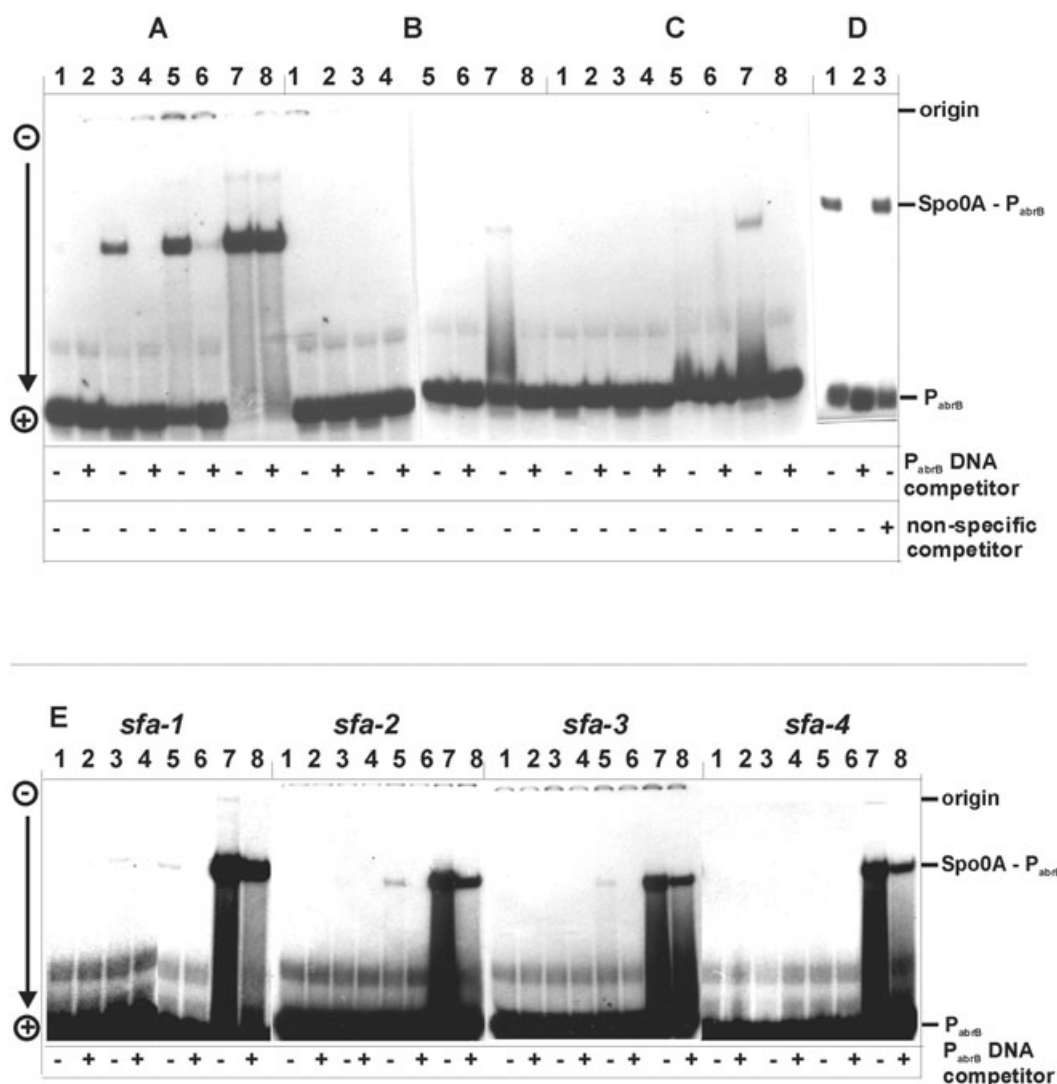 A B C D
1 2 3 4 5 6 7 8 1 2 3 4 5 6 7 8 1 2 3 4 5 6 7 8 1 2 3
origin
-
Spo0A - PabrB
+
PabrB
- + - + - + - + - + - + - + - + - + - + - + - + - + - PabrB DNA
competitor
- - - - - - - - - - - - - - - - - - - - - - - - - - + non-specific
competitor
E sfa-1 sfa-2 sfa-3 sfa-4
1 2 3 4 5 6 7 8 1 2 3 4 5 6 7 8 1 2 3 4 5 6 7 8 1 2 3 4 5 6 7 8
-
origin
Spo0A - Pabr
+
PabrB
- + - + - + - + - + - + - + - + - + - + - + - + - + - + - + - + PabrB DNA
competitor